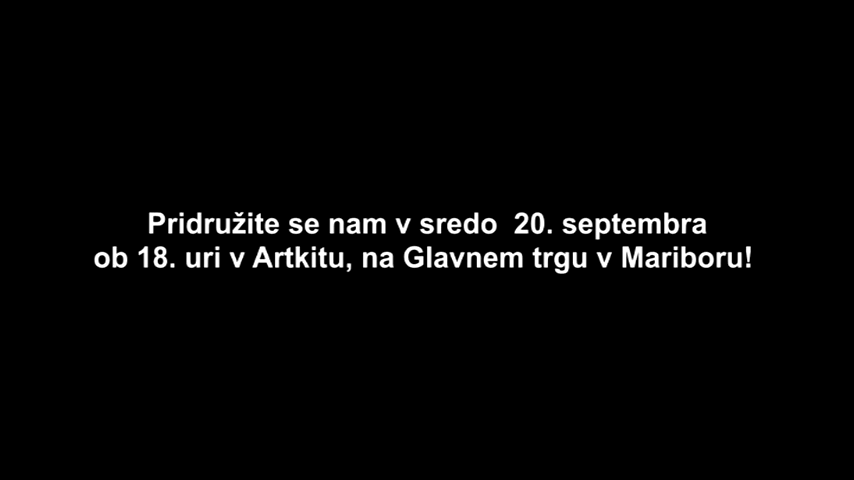 Pridružite se nam v sredo  20. septembra
ob 18. uri v Artkitu, na Glavnem trgu v Mariboru!